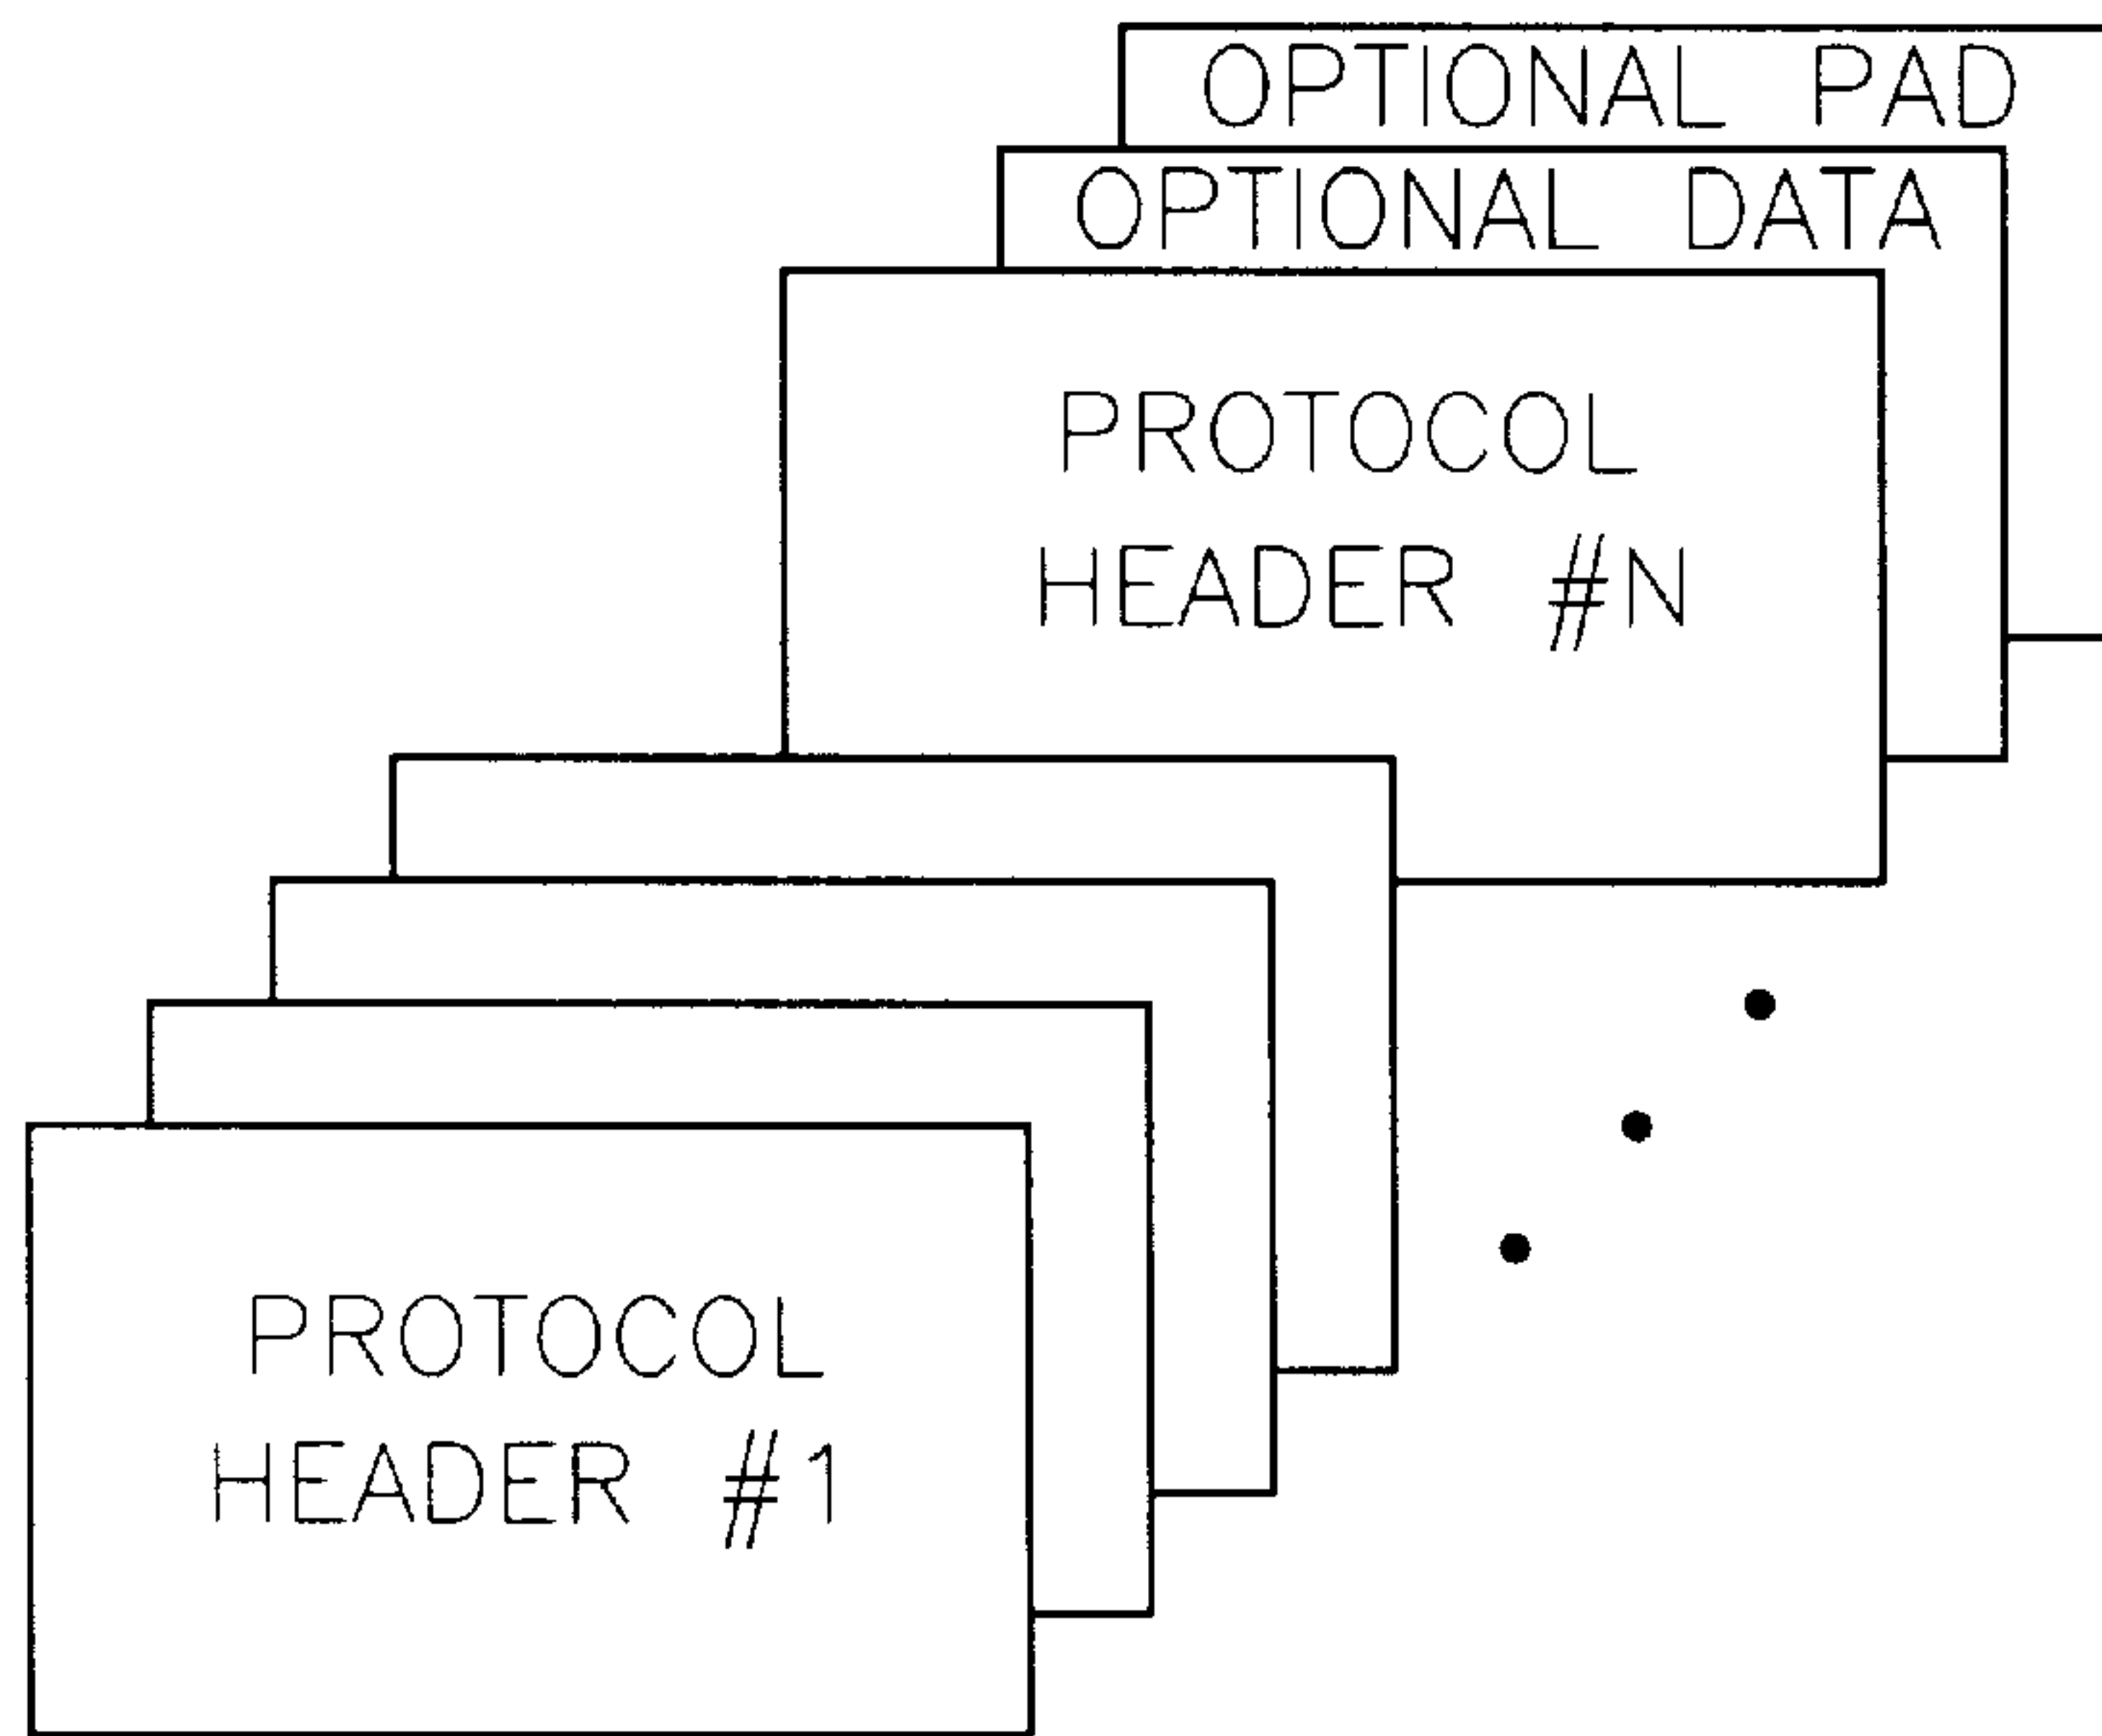 OPTIONAL PAD
OPTIONAL DATA
PROTOCOL
HEADER #N
PROTOCOL
HEADER #1